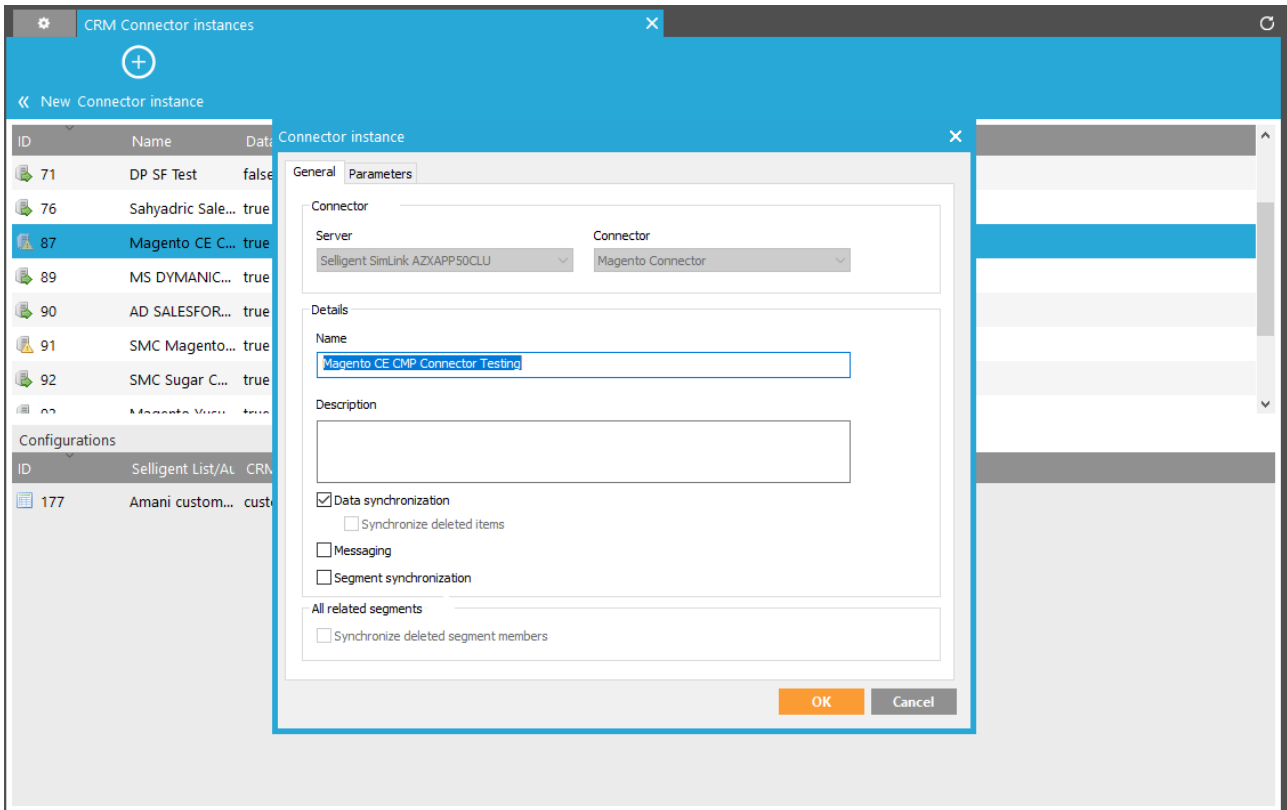 CRM Connector instances
New Connector instance
ID Name Data
71 DP SF Test false
76 Sahyadric Sale... true
87 Magento CE C... true
89 MS DYMANIC... true
90 AD SALESFOR... true
91 SMC Magento... true
92 SMC Sugar C... true
Configurations
ID Selligent List/Au CRM
177 Amani custom... custo
Connector instance
General Parameters
Connector
Server Connector
Selligent SimLink AZXAPP50CLU Magento Connector
Details
Name
Magento CE CMP Connector Testing
Description
Data synchronization
Synchronize deleted items
Messaging
Segment synchronization
All related segments
Synchronize deleted segment members
OK Cancel